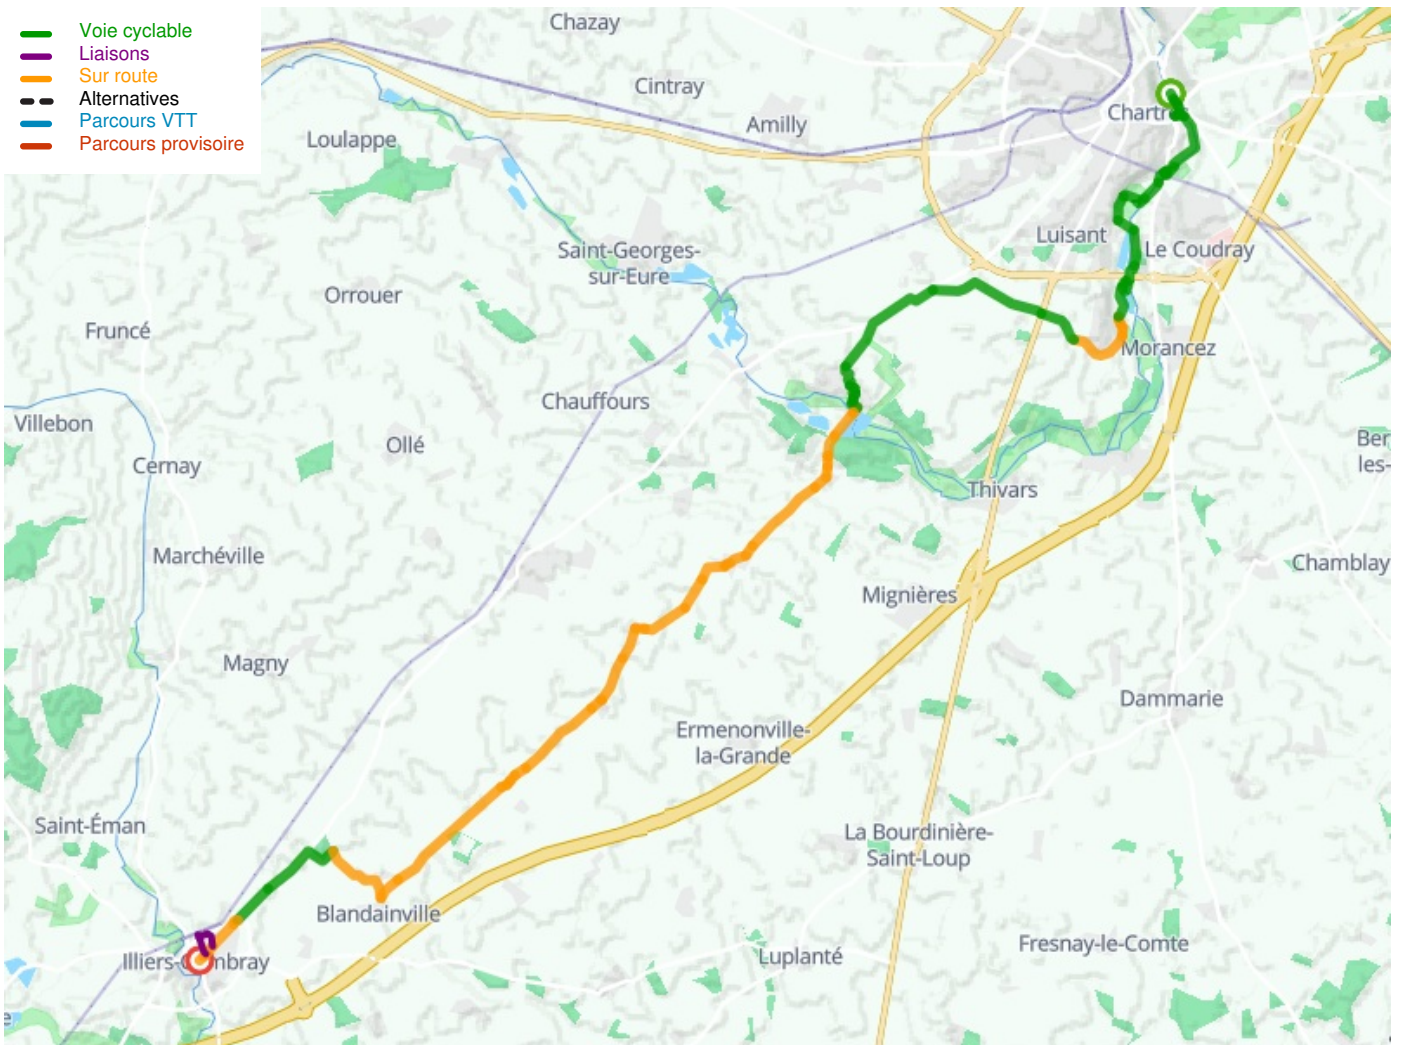 Voie cyclable
Liaisons
Sur route
Alternatives
Parcours VTT
Parcours provisoire
Chazay
Cintray
Chartr
Amilly
Loulappe
Luisant
Le Coudray
Saint-Georges-
sur-Eure
Orrouer
Fruncé
Morancez
Chauffours
Villebon
Ollé
Ber
les-
Cernay
Thivars
Marchéville
Chamblay
Mignières
Magny
Dammarie
Ermenonville-
la-Grande
Saint-Éman
La Bourdinière-
Saint-Loup
Blandainville
Fresnay-le-Comte
Luplanté
Illiers-C mbray
e